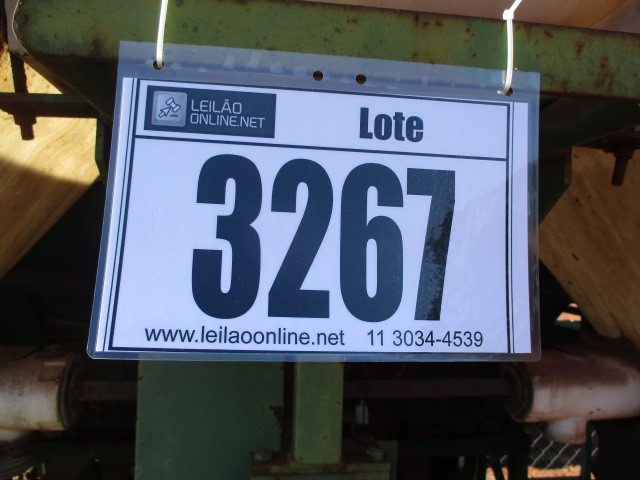 LEILÃO
ONLINE.NET
Lote
3267
www.leilaoonline.net 11 3034-4539